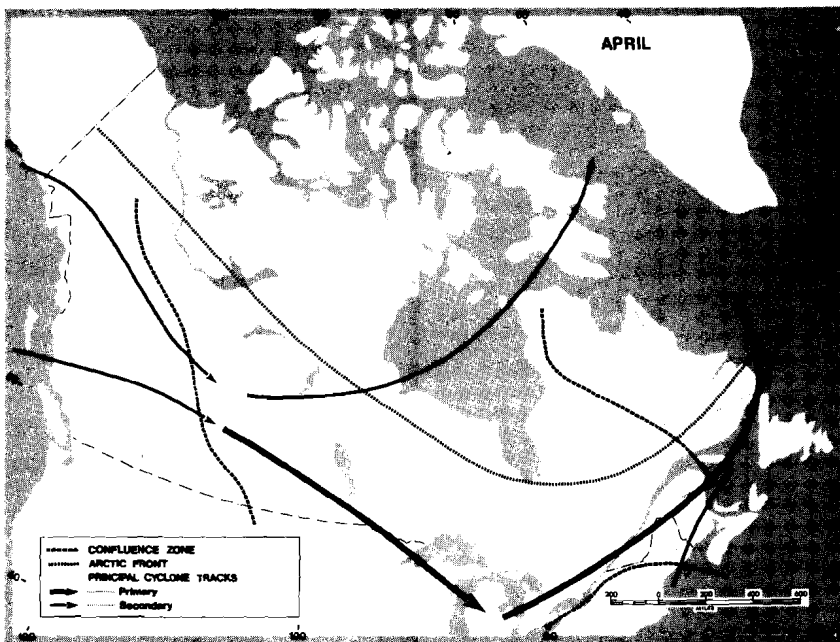 APRIL
CONFLUENCE ZONE
ARCTIC FRONT
PRINCIPAL CYCLONE TRACKS
Primary
Secondary
200 0 200 400 600
MILES
100